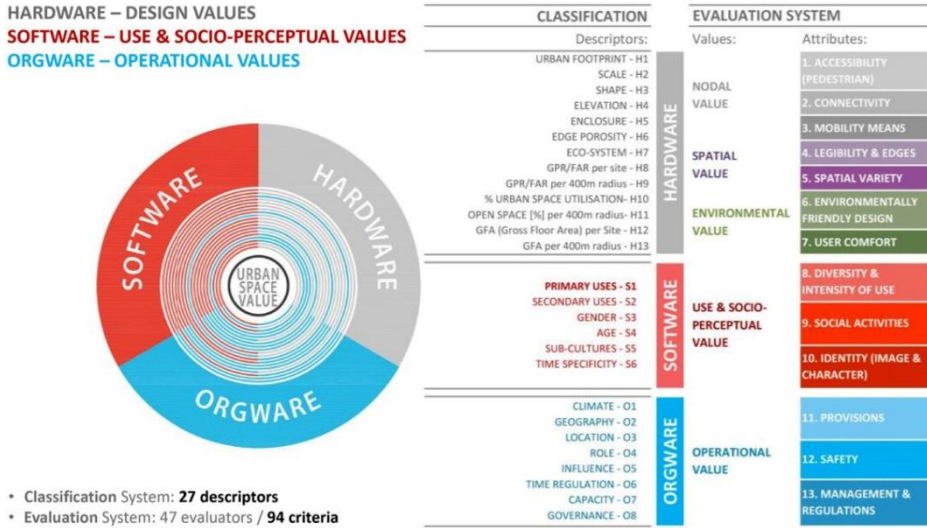 HARDWARE – DESIGN VALUES
SOFTWARE – USE & SOCIO-PERCEPTUAL VALUES
ORGWARE – OPERATIONAL VALUES
SOFTWARE
HARDWARE
ORGWARE
URBAN
SPACE
VALUE
• Classification System: 27 descriptors
• Evaluation System: 47 evaluators / 94 criteria
CLASSIFICATION
Descriptors:
URBAN FOOTPRINT - H1
SCALE - H2
SHAPE - H3
ELEVATION - H4
ENCLOSURE - H5
EDGE POROSITY - H6
ECO-SYSTEM - H7
GPR/FAR per site - H8
GPR/FAR per 400m radius - H9
% URBAN SPACE UTILISATION- H10
OPEN SPACE [%] per 400m radius- H11
GFA (Gross Floor Area) per Site - H12
GFA per 400m radius - H13
HARDWARE
PRIMARY USES - S1
SECONDARY USES - S2
GENDER - S3
AGE - S4
SUB-CULTURES - S5
TIME SPECIFICITY - S6
SOFTWARE
CLIMATE - O1
GEOGRAPHY - O2
LOCATION - O3
ROLE - O4
INFLUENCE - O5
TIME REGULATION - O6
CAPACITY - O7
GOVERNANCE - O8
ORGWARE
EVALUATION SYSTEM
Values:
NODAL
VALUE
SPATIAL
VALUE
ENVIRONMENTAL
VALUE
USE & SOCIO-
PERCEPTUAL
VALUE
OPERATIONAL
VALUE
Attributes:
1. ACCESSIBILITY
(PEDESTRIAN)
2. CONNECTIVITY
3. MOBILITY MEANS
4. LEGIBILITY & EDGES
5. SPATIAL VARIETY
6. ENVIRONMENTALLY
FRIENDLY DESIGN
7. USER COMFORT
8. DIVERSITY &
INTENSITY OF USE
9. SOCIAL ACTIVITIES
10. IDENTITY (IMAGE &
CHARACTER)
11. PROVISIONS
12. SAFETY
13. MANAGEMENT &
REGULATIONS